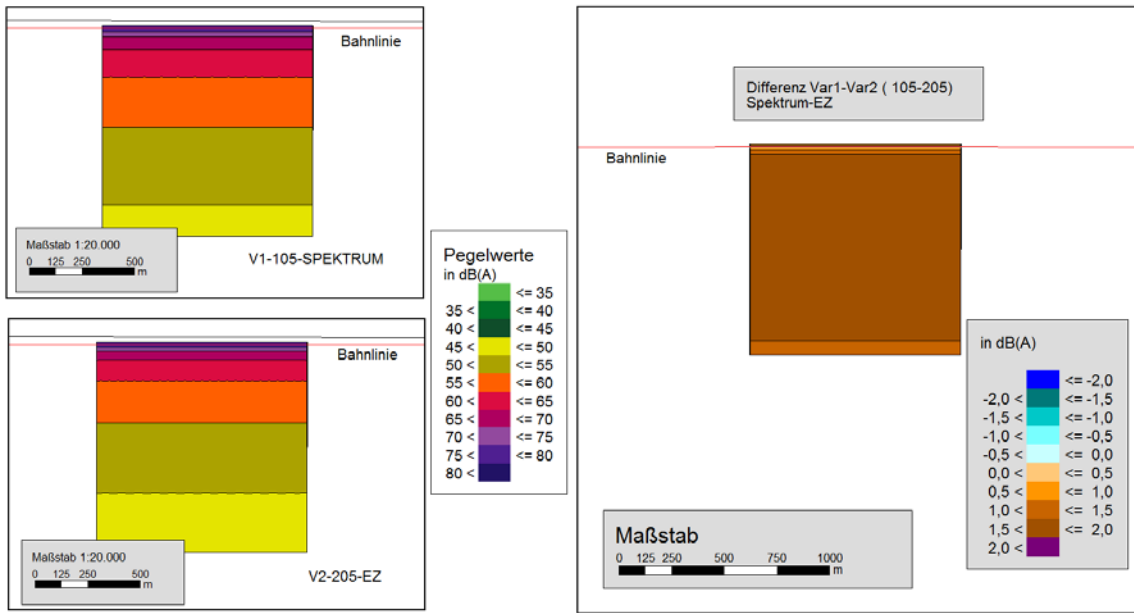 Bahnlinie
Maßstab 1:20.000
0 125 250 500
m
V1-105-SPEKTRUM
Bahnlinie
Maßstab 1:20.000
0 125 250 500
m
V2-205-EZ
Pegelwerte
in dB(A)
<= 35
35 < <= 40
40 < <= 45
45 < <= 50
50 < <= 55
55 < <= 60
60 < <= 65
65 < <= 70
70 < <= 75
75 < <= 80
80 <
Differenz Var1-Var2 ( 105-205)
Spektrum-EZ
Bahnlinie
Maßstab
0 125 250 500 750 1000
m
in dB(A)
<= -2,0
-2,0 < <= -1,5
-1,5 < <= -1,0
-1,0 < <= -0,5
-0,5 < <= 0,0
0,0 < <= 0,5
0,5 < <= 1,0
1,0 < <= 1,5
1,5 < <= 2,0
2,0 <